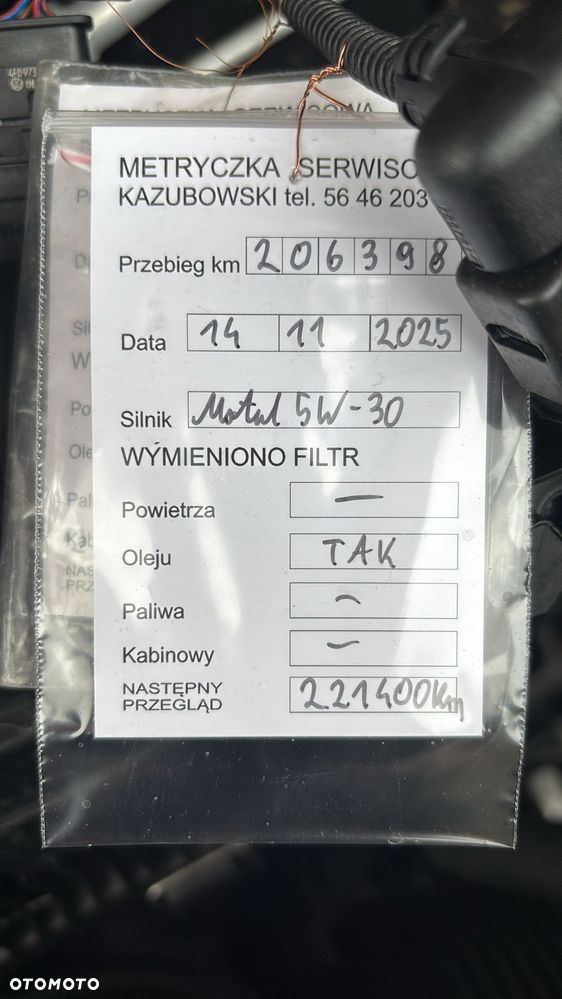 METRYCZKA SERWISO
KAZUBOWSKI tel. 56 46 203
Przebieg km 206398
Data 14 11 2025
Silnik Motul 5W-30
WYMIENIONO FILTR
Powietrza —
Oleju TAK
Paliwa –
Kabinowy –
NASTĘPNY PRZEGLĄD 221400km
OTOMOTO